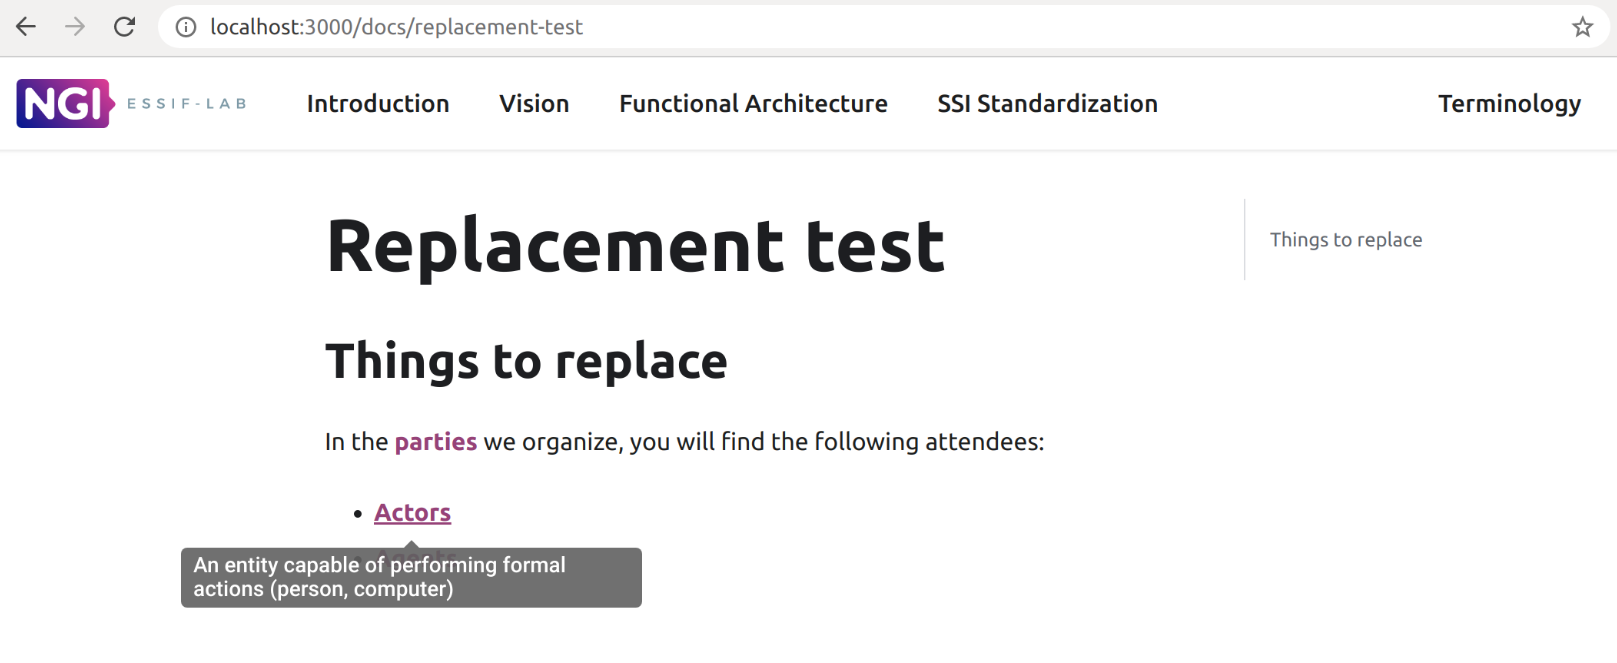 localhost:3000/docs/replacement-test
NGI ESSIF-LAB Introduction Vision Functional Architecture SSI Standardization Terminology
Replacement test
Things to replace
Things to replace
In the parties we organize, you will find the following attendees:
• Actors
• Agents
An entity capable of performing formal
actions (person, computer)